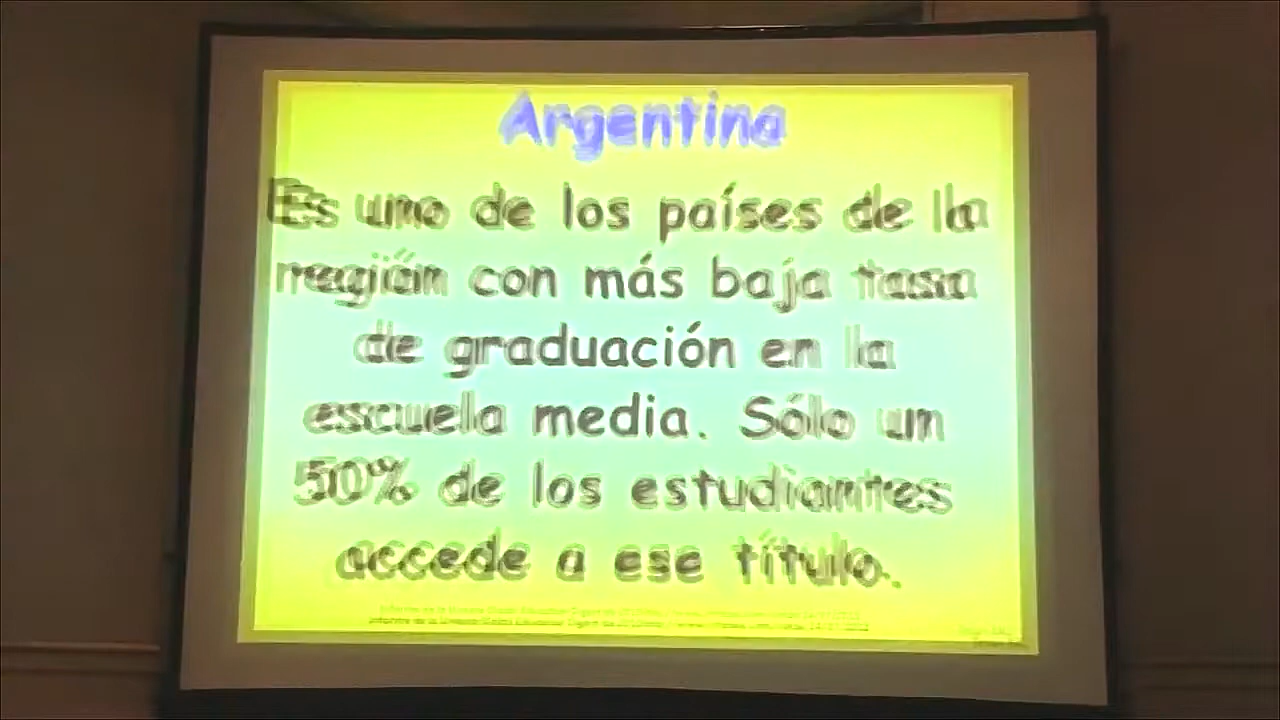 Argentina
Es uno de los países de la
región con más baja tasa
de graduación en la
escuela media. Sólo un
50% de los estudiantes
accede a ese título.